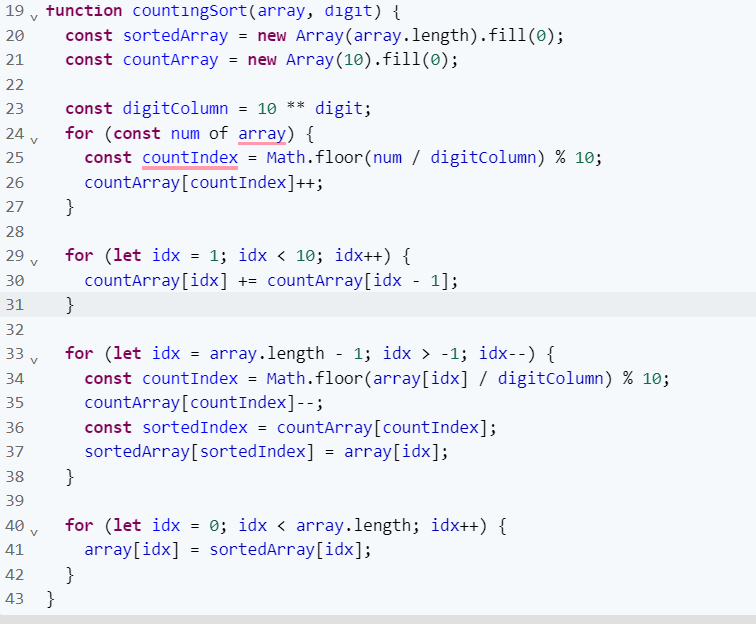 19 function countingSort(array, digit) {
20   const sortedArray = new Array(array.length).fill(0);
21   const countArray = new Array(10).fill(0);
22
23   const digitColumn = 10 ** digit;
24   for (const num of array) {
25     const countIndex = Math.floor(num / digitColumn) % 10;
26     countArray[countIndex]++;
27   }
28
29   for (let idx = 1; idx < 10; idx++) {
30     countArray[idx] += countArray[idx - 1];
31   }
32
33   for (let idx = array.length - 1; idx > -1; idx--) {
34     const countIndex = Math.floor(array[idx] / digitColumn) % 10;
35     countArray[countIndex]--;
36     const sortedIndex = countArray[countIndex];
37     sortedArray[sortedIndex] = array[idx];
38   }
39
40   for (let idx = 0; idx < array.length; idx++) {
41     array[idx] = sortedArray[idx];
42   }
43 }